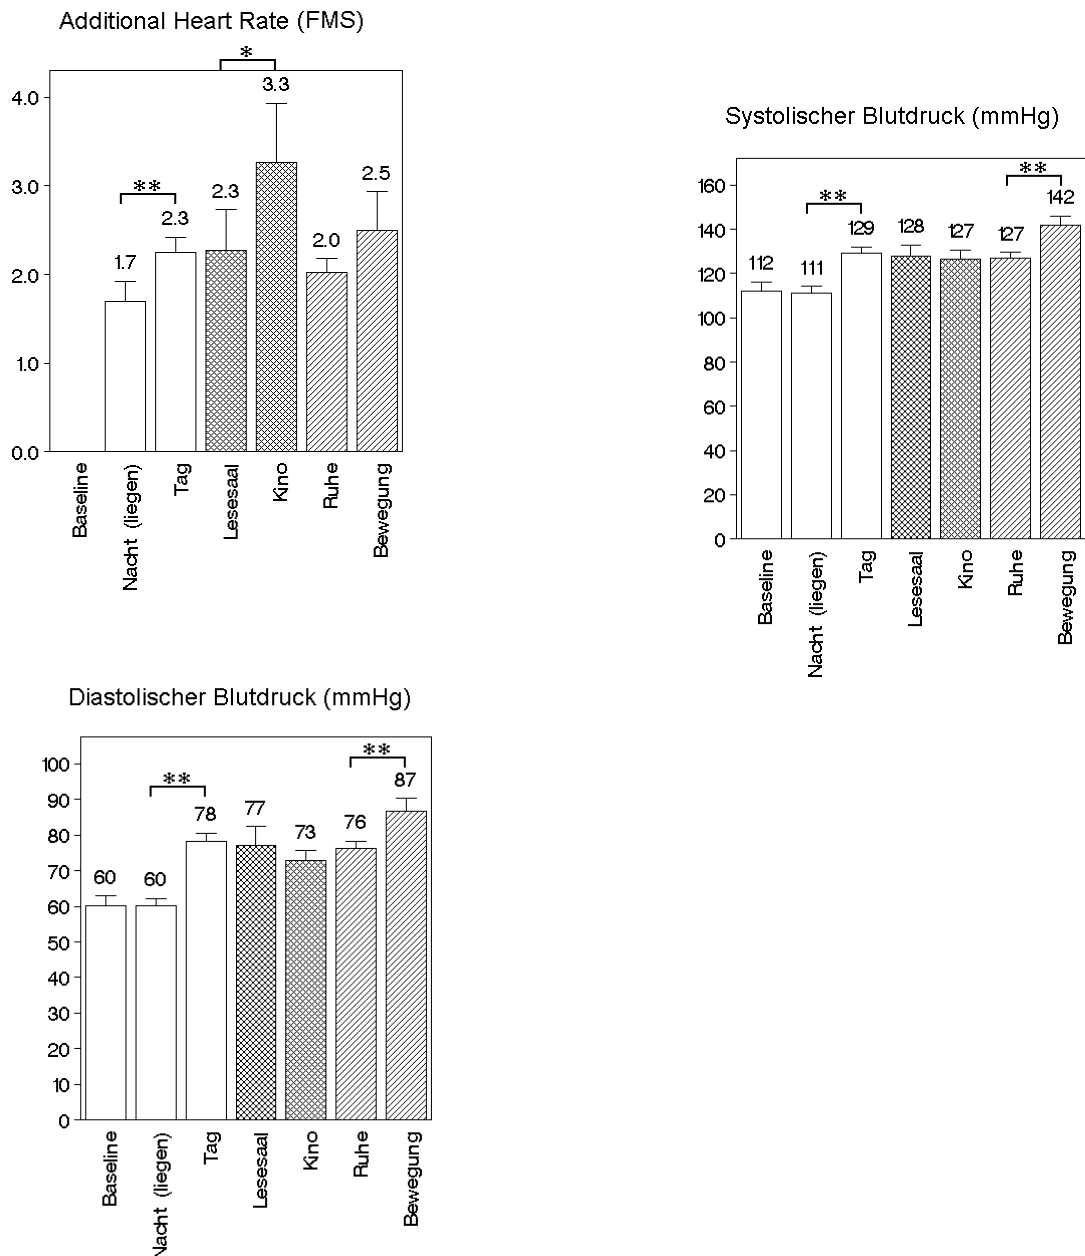 Additional Heart Rate (FMS)
*
4.0
3.3
3.0
**
2.5
2.3
2.3
2.0
2.0
1.7
1.0
0.0
Baseline
Nacht (liegen)
Tag
Lesesaal
Kino
Ruhe
Bewegung
Systolischer Blutdruck (mmHg)
160
**
**
142
140
129
128
127
127
120
112
111
100
80
60
40
20
0
Baseline
Nacht (liegen)
Tag
Lesesaal
Kino
Ruhe
Bewegung
Diastolischer Blutdruck (mmHg)
100
**
**
87
90
78
77
76
80
73
70
60
60
60
50
40
30
20
10
0
Baseline
Nacht (liegen)
Tag
Lesesaal
Kino
Ruhe
Bewegung